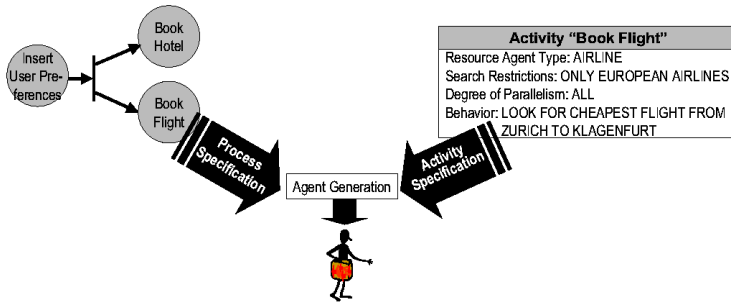 Book
Hotel
Insert
User Pre-
ferences
Book
Flight
Activity “Book Flight”
Resource Agent Type: AIRLINE
Search Restrictions: ONLY EUROPEAN AIRLINES
Degree of Parallelism: ALL
Behavior: LOOK FOR CHEAPEST FLIGHT FROM
ZURICH TO KLAGENFURT
Process
Specification
Activity
Specification
Agent Generation